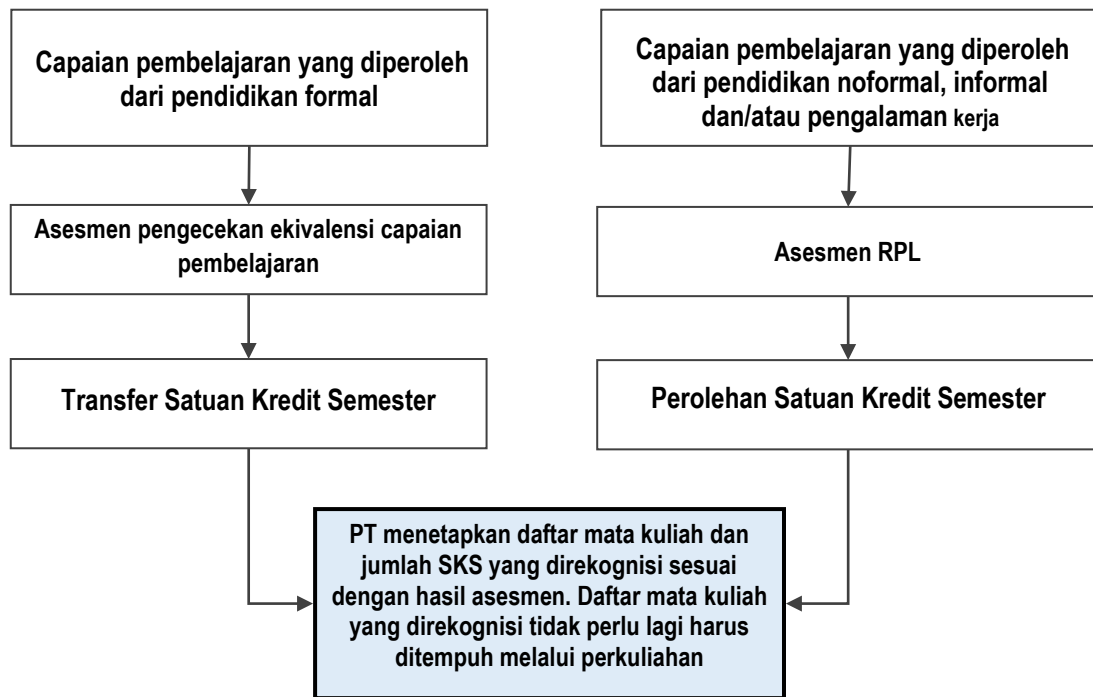 Capaian pembelajaran yang diperoleh
dari pendidikan formal
Asesmen pengecekan ekivalensi capaian
pembelajaran
Transfer Satuan Kredit Semester
Capaian pembelajaran yang diperoleh
dari pendidikan noformal, informal
dan/atau pengalaman kerja
Asesmen RPL
Perolehan Satuan Kredit Semester
PT menetapkan daftar mata kuliah dan
jumlah SKS yang direkognisi sesuai
dengan hasil asesmen. Daftar mata kuliah
yang direkognisi tidak perlu lagi harus
ditempuh melalui perkuliahan